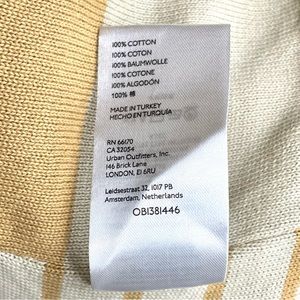 100% COTTON
100% COTON
100% BAUMWOLLE
100% COTONE
100% ALGODÓN
100% 棉
MADE IN TURKEY
HECHO EN TURQUÍA
RN 66170
CA 32054
Urban Outfitters, Inc.
146 Brick Lane
LONDON, E1 6RU
Leidsestraat 32, 1017 PB
Amsterdam, Netherlands
OB1381446